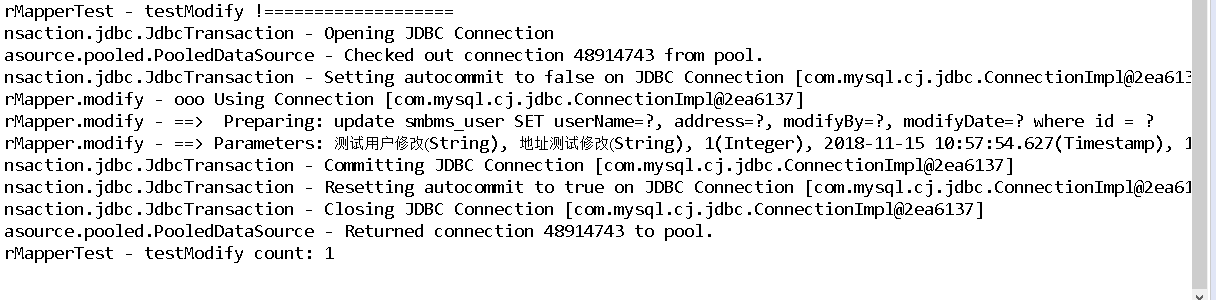 rMapperTest - testModify !===================
nsaction.jdbc.JdbcTransaction - Opening JDBC Connection
asource.pooled.PooledDataSource - Checked out connection 48914743 from pool.
nsaction.jdbc.JdbcTransaction - Setting autocommit to false on JDBC Connection [com.mysql.cj.jdbc.ConnectionImpl@2ea613
rMapper.modify - ooo Using Connection [com.mysql.cj.jdbc.ConnectionImpl@2ea6137]
rMapper.modify - ==>  Preparing: update smbms_user SET userName=?, address=?, modifyBy=?, modifyDate=? where id = ?
rMapper.modify - ==> Parameters: 测试用户修改(String), 地址测试修改(String), 1(Integer), 2018-11-15 10:57:54.627(Timestamp), 1
nsaction.jdbc.JdbcTransaction - Committing JDBC Connection [com.mysql.cj.jdbc.ConnectionImpl@2ea6137]
nsaction.jdbc.JdbcTransaction - Resetting autocommit to true on JDBC Connection [com.mysql.cj.jdbc.ConnectionImpl@2ea61
nsaction.jdbc.JdbcTransaction - Closing JDBC Connection [com.mysql.cj.jdbc.ConnectionImpl@2ea6137]
asource.pooled.PooledDataSource - Returned connection 48914743 to pool.
rMapperTest - testModify count: 1